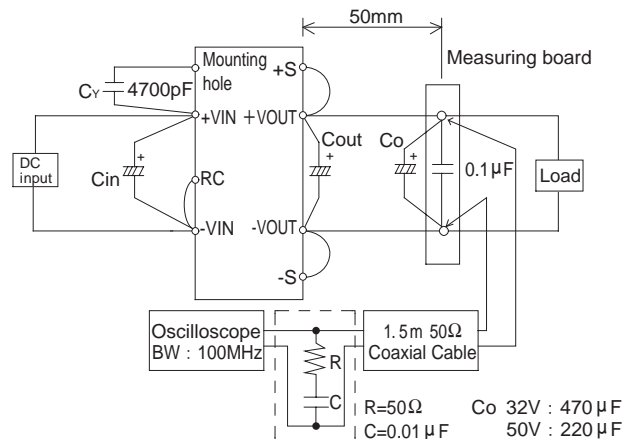 50mm
Measuring board
Mounting
hole
+S
CY 4700pF
+VIN +VOUT
Cout
Co
DC
input
Cin
RC
0.1μF
Load
-VIN -VOUT
-S
Oscilloscope
BW : 100MHz
1.5m 50Ω
Coaxial Cable
R
C
R=50Ω
C=0.01μF
Co 32V : 470μF
50V : 220μF
+
+
+